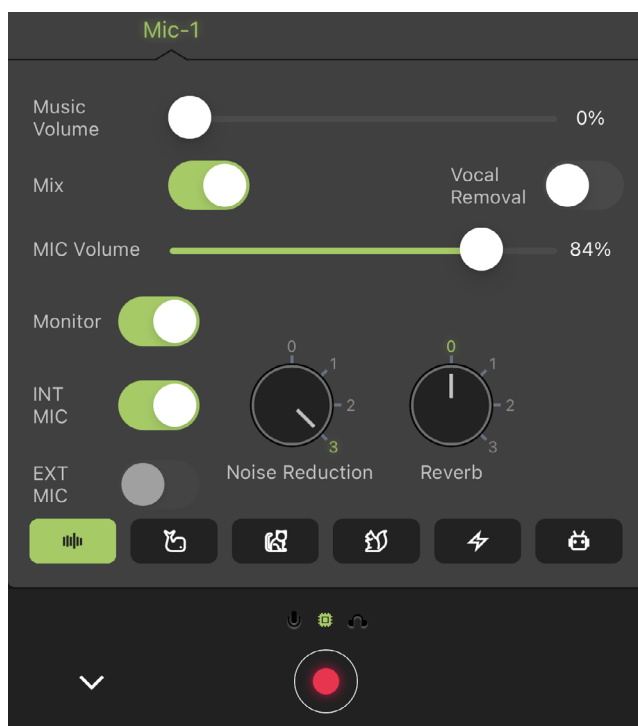 Mic-1
Music
Volume
0%
Mix
Vocal
Removal
MIC Volume
84%
Monitor
INT
MIC
0
1
2
3
Noise Reduction
0
1
2
3
Reverb
EXT
MIC